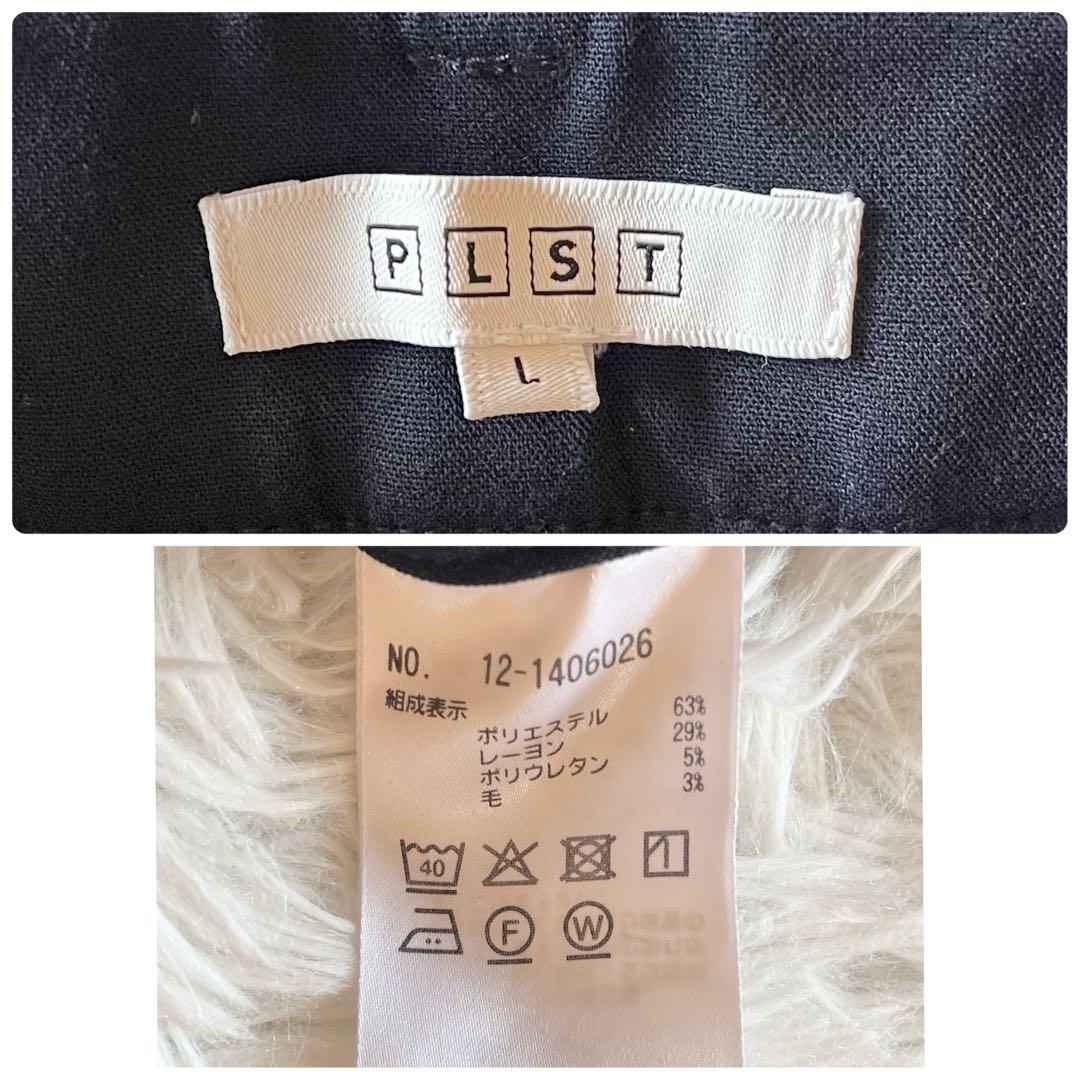 PLST
L
NO. 12-1406026
組成表示
ポリエステル 63%
レーヨン 29%
ポリウレタン 5%
毛 3%
40
F W